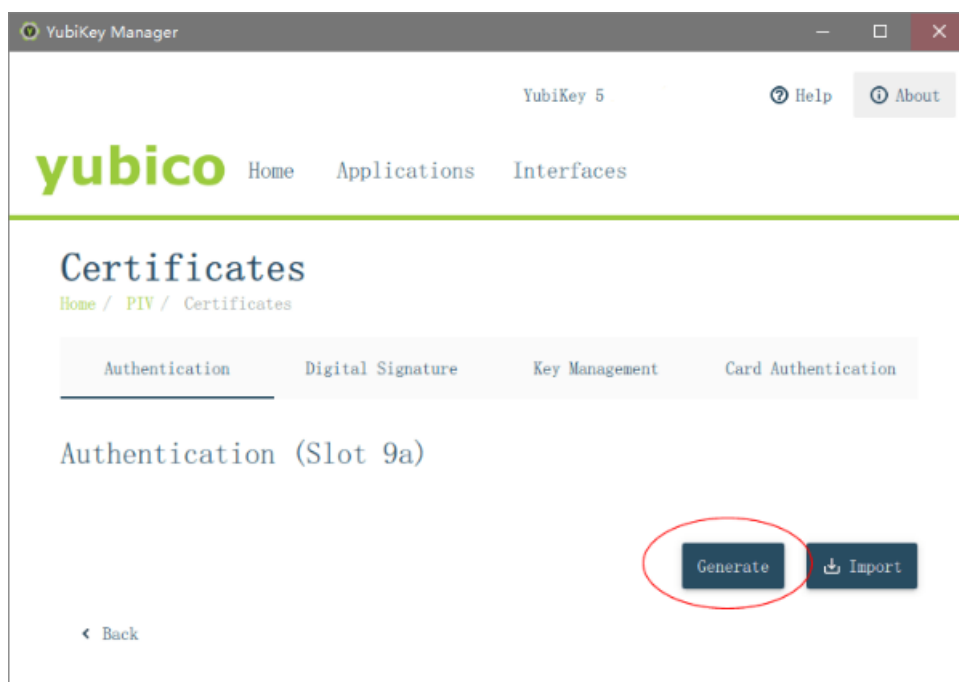 YubiKey Manager
YubiKey 5 Help About
yubico Home Applications Interfaces
Certificates
Home / PIV / Certificates
Authentication Digital Signature Key Management Card Authentication
Authentication (Slot 9a)
Generate Import
Back